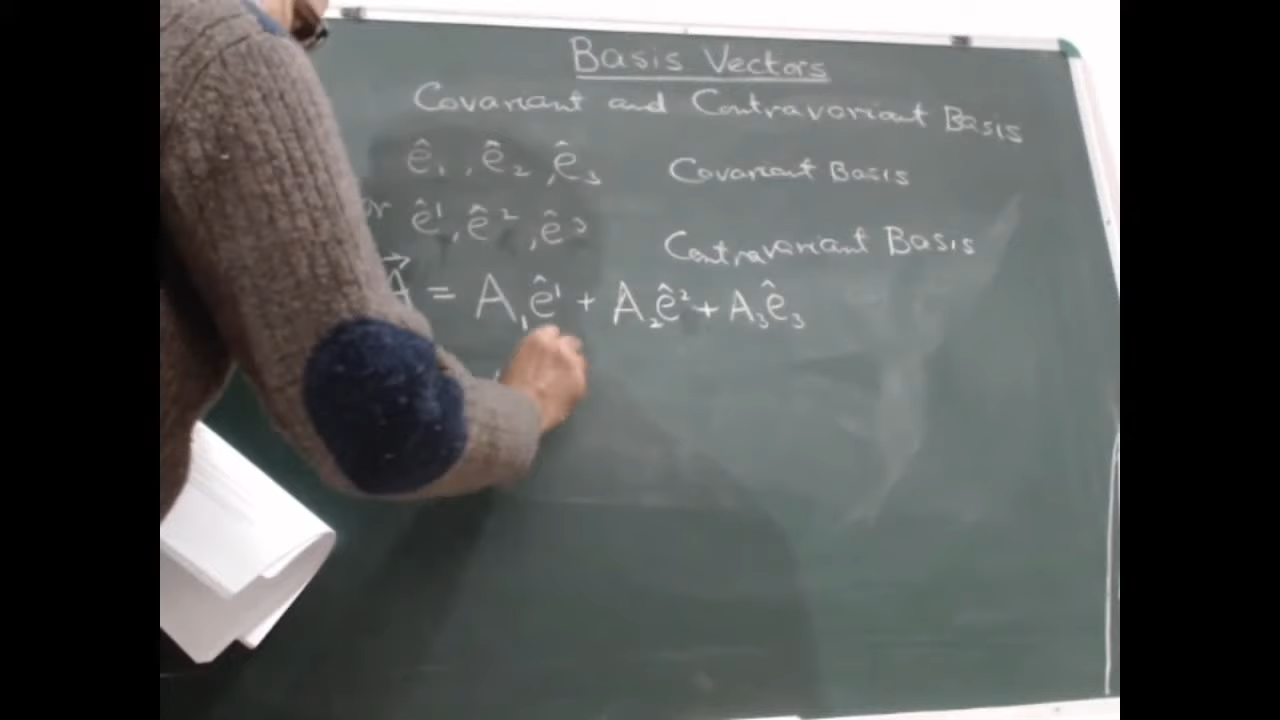 Basis Vectors
Covariant and Contravariant Basis
ê₁, ê₂, ê₃ Covariant Basis
or ê¹, ê², ê³ Contravariant Basis
A⃗ = A₁ê¹ + A₂ê² + A₃ê₃